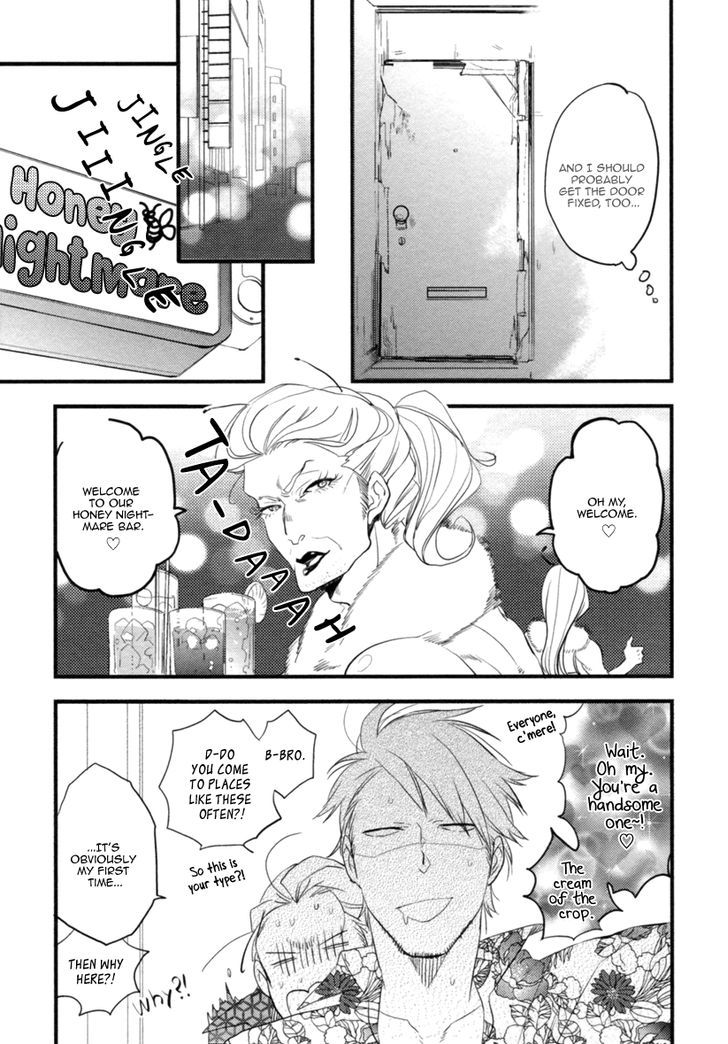 AND I SHOULD
PROBABLY
GET THE DOOR
FIXED, TOO...
JINGLE
JIIINGLE
Honey
Nightmare
OH MY,
WELCOME.
♡
TA-DAAAH
WELCOME
TO OUR
HONEY NIGHT-
MARE BAR.
♡
Wait.
Oh my.
You're a
handsome
one~!
♡
Everyone,
c'mere!
The
cream
of the
crop.
B-BRO.
D-DO
YOU COME
TO PLACES
LIKE THESE
OFTEN?!
So this is
your type?!
...IT'S
OBVIOUSLY
MY FIRST
TIME...
THEN WHY
HERE?!
Why?!